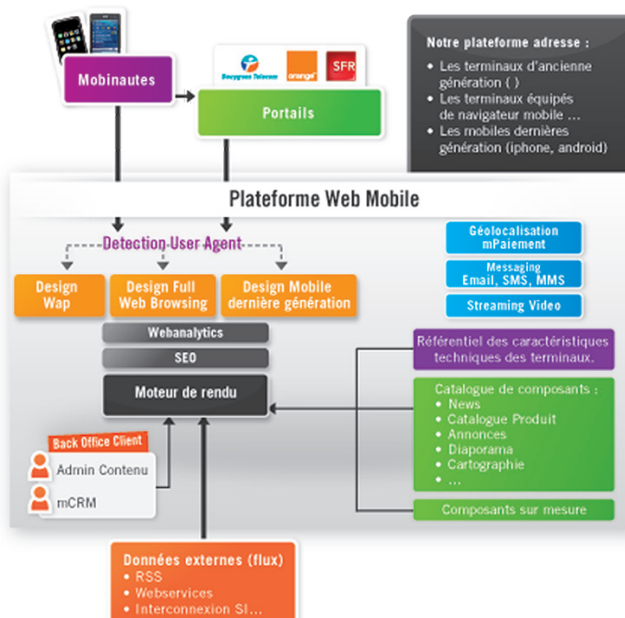 Mobinautes
Bouygues Telecom
orange
SFR
Portails
Notre plateforme adresse :
• Les terminaux d'ancienne
génération ( )
• Les terminaux équipés
de navigateur mobile ...
• Les mobiles dernières
génération (iphone, android)
Plateforme Web Mobile
Detection User Agent
Design
Wap
Design Full
Web Browsing
Design Mobile
dernière génération
Webanalytics
SEO
Moteur de rendu
Géolocalisation
mPaiement
Messaging
Email, SMS, MMS
Streaming Video
Référentiel des caractéristiques
techniques des terminaux.
Catalogue de composants :
• News
• Catalogue Produit
• Annonces
• Diaporama
• Cartographie
• ...
Composants sur mesure
Back Office Client
Admin Contenu
mCRM
Données externes (flux)
• RSS
• Webservices
• Interconnexion SI...